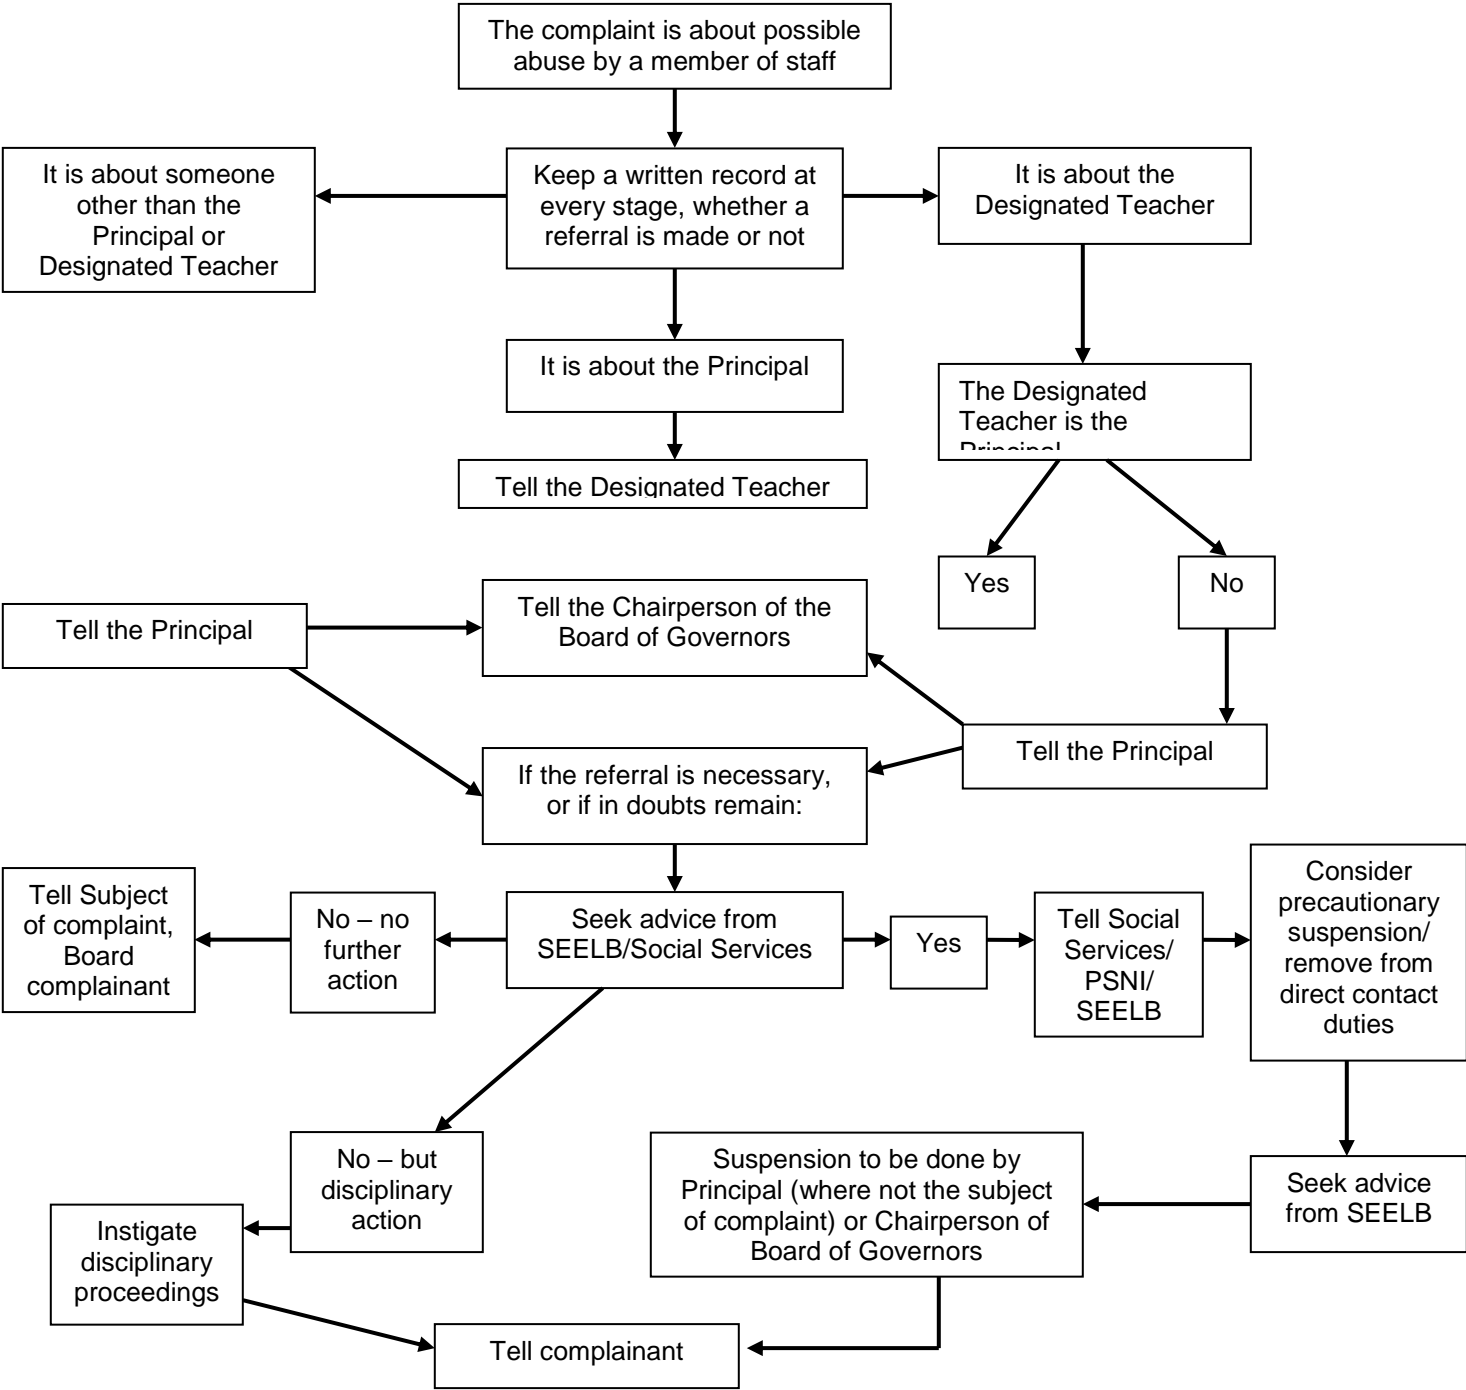 The complaint is about possible
abuse by a member of staff
It is about someone
other than the
Principal or
Designated Teacher
Keep a written record at
every stage, whether a
referral is made or not
It is about the
Designated Teacher
It is about the Principal
The Designated
Teacher is the
Principal
Tell the Designated Teacher
Yes
No
Tell the Principal
Tell the Chairperson of the
Board of Governors
Tell the Principal
If the referral is necessary,
or if in doubts remain:
Tell Subject
of complaint,
Board
complainant
No – no
further
action
Seek advice from
SEELB/Social Services
Yes
Tell Social
Services/
PSNI/
SEELB
Consider
precautionary
suspension/
remove from
direct contact
duties
No – but
disciplinary
action
Suspension to be done by
Principal (where not the subject
of complaint) or Chairperson of
Board of Governors
Seek advice
from SEELB
Instigate
disciplinary
proceedings
Tell complainant